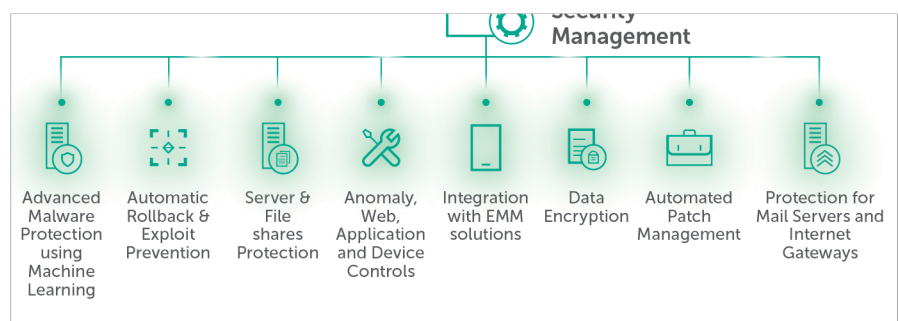 Security
Management
Advanced
Malware
Protection
using
Machine
Learning
Automatic
Rollback &
Exploit
Prevention
Server &
File
shares
Protection
Anomaly,
Web,
Application
and Device
Controls
Integration
with EMM
solutions
Data
Encryption
Automated
Patch
Management
Protection for
Mail Servers and
Internet
Gateways